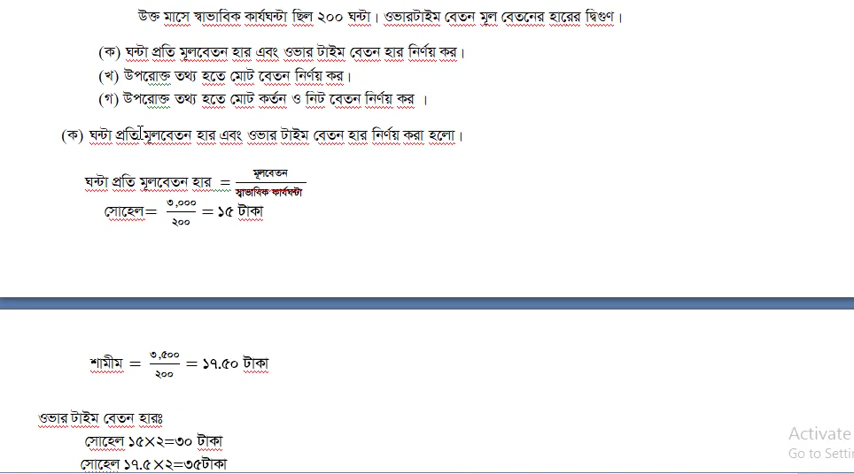 উক্ত মাসে স্বাভাবিক কার্যঘন্টা ছিল ২০০ ঘন্টা। ওভারটাইম বেতন মূল বেতনের হারের দ্বিগুণ।
(ক) ঘন্টা প্রতি মূলবেতন হার এবং ওভার টাইম বেতন হার নির্ণয় কর।
(খ) উপরোক্ত তথ্য হতে মোট বেতন নির্ণয় কর।
(গ) উপরোক্ত তথ্য হতে মোট কর্তন ও নিট বেতন নির্ণয় কর ।
(ক) ঘন্টা প্রতি মূলবেতন হার এবং ওভার টাইম বেতন হার নির্ণয় করা হলো।
ঘন্টা প্রতি মূলবেতন হার = মূলবেতন / স্বাভাবিক কার্যঘন্টা
সোহেল= ৩,০০০ / ২০০ = ১৫ টাকা
শামীম = ৩,৫০০ / ২০০ = ১৭.৫০ টাকা
ওভার টাইম বেতন হারঃ
সোহেল ১৫×২=৩০ টাকা
সোহেল ১৭.৫×২=৩৫টাকা
Activate
Go to Settin